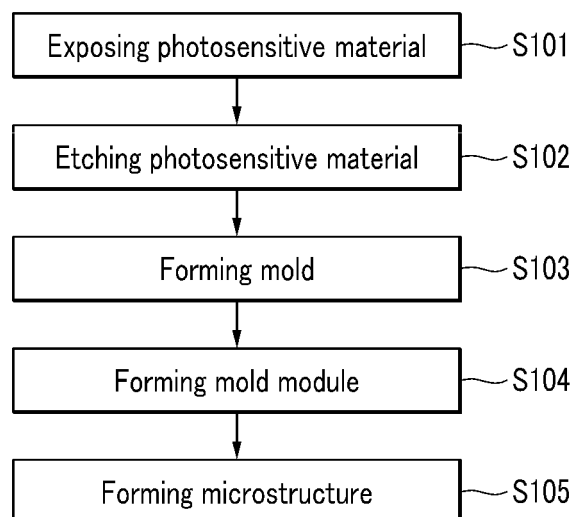 Exposing photosensitive material S101
Etching photosensitive material S102
Forming mold S103
Forming mold module S104
Forming microstructure S105